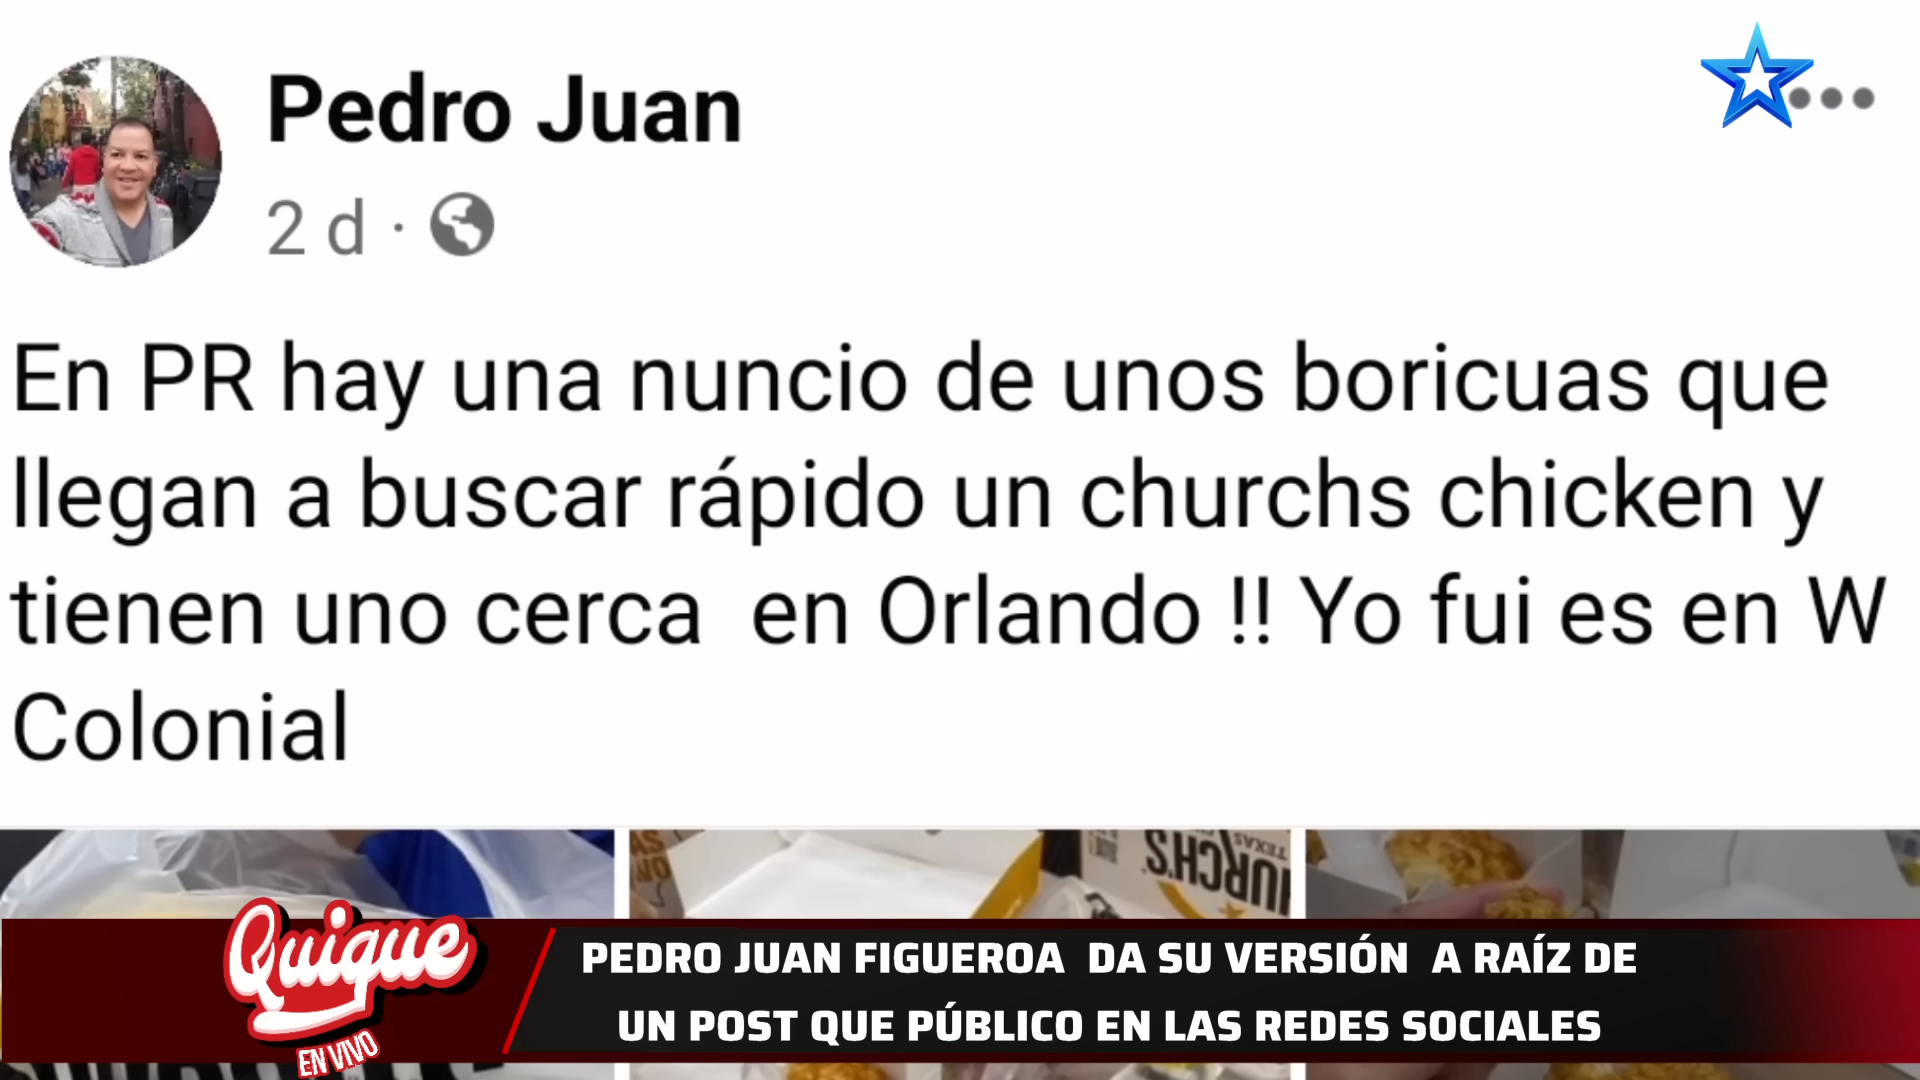 Pedro Juan
2 d ·
En PR hay una nuncio de unos boricuas que
llegan a buscar rápido un churchs chicken y
tienen uno cerca en Orlando !! Yo fui es en W
Colonial
TEXAS
Quique
EN VIVO
PEDRO JUAN FIGUEROA DA SU VERSIÓN A RAÍZ DE
UN POST QUE PÚBLICO EN LAS REDES SOCIALES